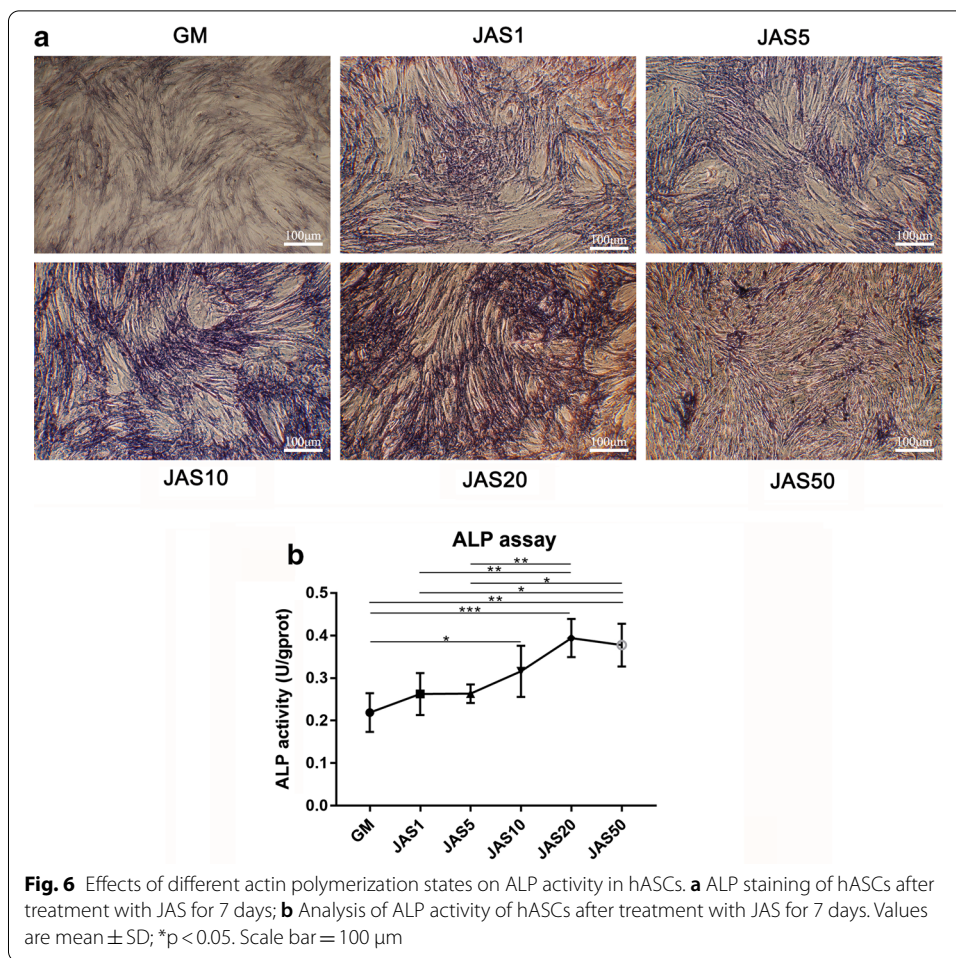 a
GM JAS1 JAS5
100μm 100μm 100μm
100μm 100μm 100μm
JAS10 JAS20 JAS50
b
ALP assay
**
**
*
*
**
***
*
ALP activity (U/gprot)
0.5
0.4
0.3
0.2
0.1
0.0
GM JAS1 JAS5 JAS10 JAS20 JAS50
Fig. 6 Effects of different actin polymerization states on ALP activity in hASCs. a ALP staining of hASCs after
treatment with JAS for 7 days; b Analysis of ALP activity of hASCs after treatment with JAS for 7 days. Values
are mean ± SD; *p < 0.05. Scale bar = 100 μm